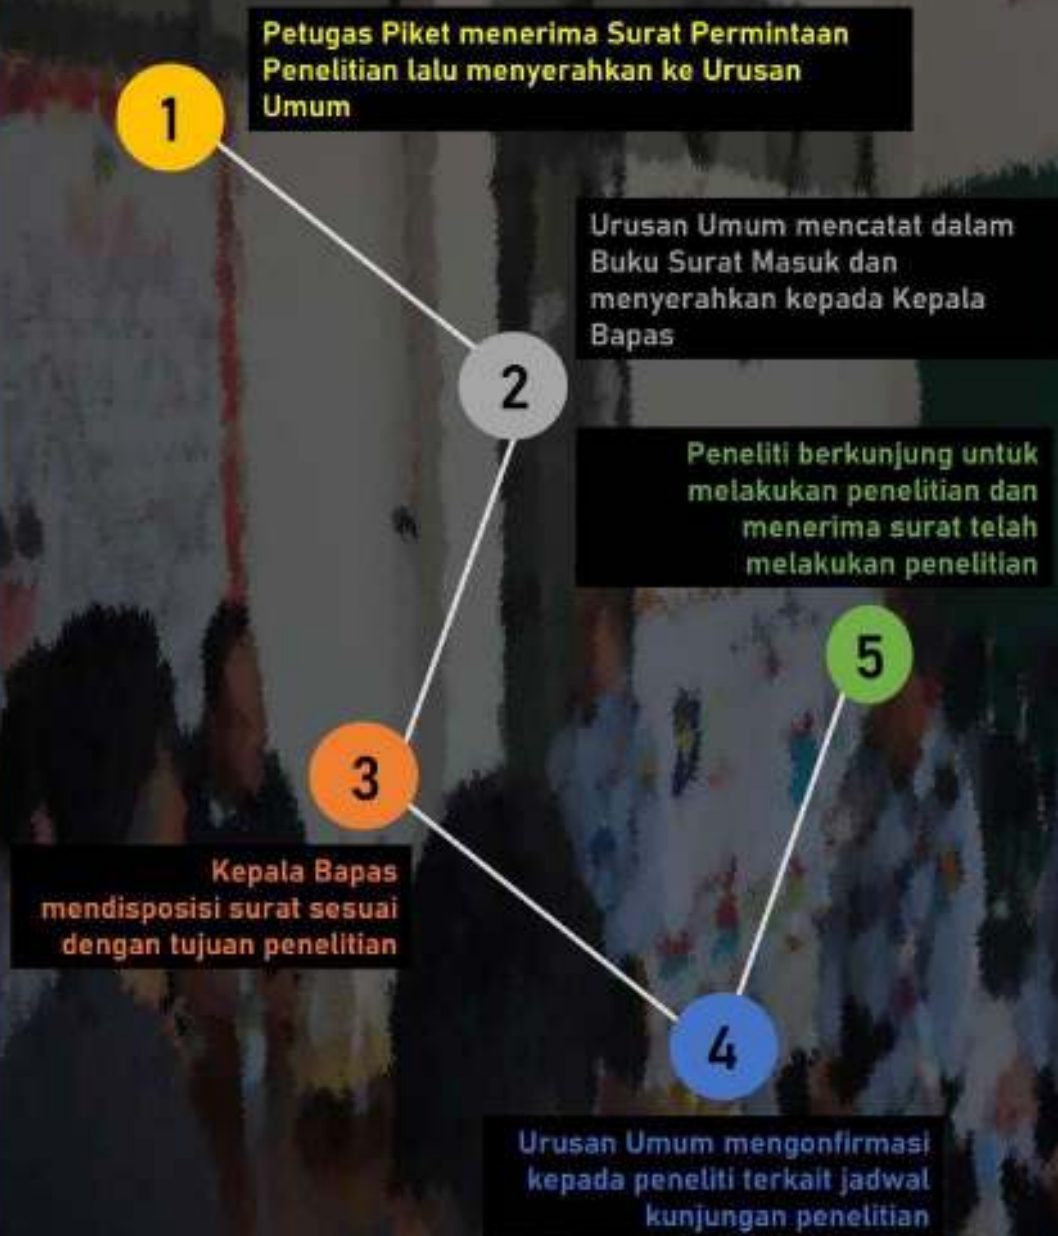 1
Petugas Piket menerima Surat Permintaan
Penelitian lalu menyerahkan ke Urusan
Umum
2
Urusan Umum mencatat dalam
Buku Surat Masuk dan
menyerahkan kepada Kepala
Bapas
3
Kepala Bapas
mendisposisi surat sesuai
dengan tujuan penelitian
4
Urusan Umum mengonfirmasi
kepada peneliti terkait jadwal
kunjungan penelitian
5
Peneliti berkunjung untuk
melakukan penelitian dan
menerima surat telah
melakukan penelitian